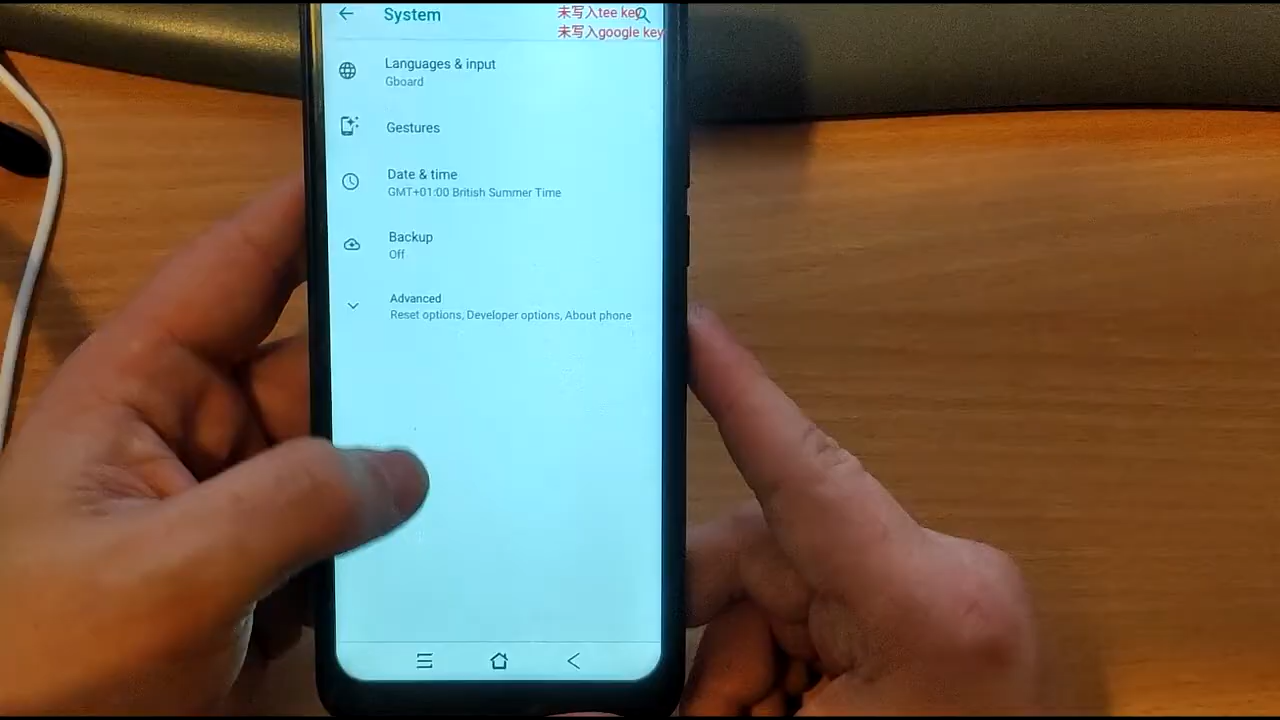 System
未写入tee key
未写入google key
Languages & input
Gboard
Gestures
Date & time
GMT+01:00 British Summer Time
Backup
Off
Advanced
Reset options, Developer options, About phone